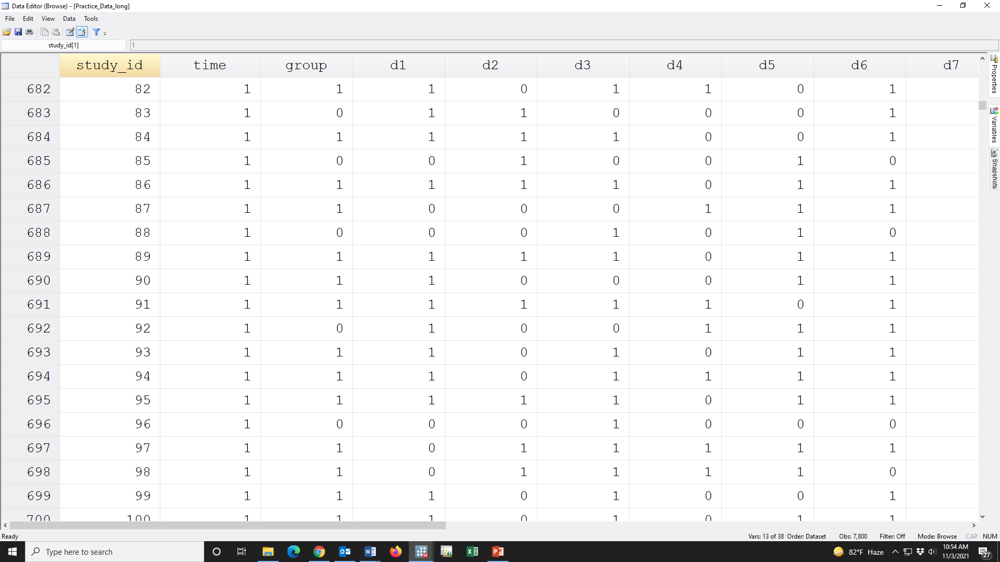 Data Editor (Browse) - [Practice_Data_long]
File Edit View Data Tools
study_id[1] 1
study_id time group d1 d2 d3 d4 d5 d6 d7
682 82 1 1 1 0 1 1 0 1
683 83 1 0 1 1 0 0 0 1
684 84 1 1 1 1 1 0 0 1
685 85 1 0 0 1 0 0 1 0
686 86 1 1 1 1 1 0 1 1
687 87 1 1 0 0 0 1 1 1
688 88 1 0 0 0 1 0 1 0
689 89 1 1 1 1 1 0 1 1
690 90 1 1 1 0 0 0 1 1
691 91 1 1 1 1 1 1 0 1
692 92 1 0 1 0 0 1 1 1
693 93 1 1 1 0 1 0 1 1
694 94 1 1 1 0 1 1 1 1
695 95 1 1 1 1 1 0 1 1
696 96 1 0 0 0 1 0 0 0
697 97 1 1 0 1 1 1 1 1
698 98 1 1 0 1 1 1 1 0
699 99 1 1 1 0 1 0 0 1
700 100 1 1 1 0 1 0 1 1
Properties
Variables
Snapshots
Ready Vars: 13 of 38 Order: Dataset Obs: 7,800 Filter: Off Mode: Browse CAP NUM
Type here to search 14 82°F Haze 10:54 AM 27
11/3/2021